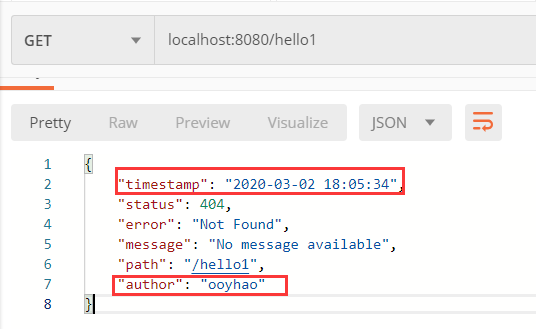 GET localhost:8080/hello1
Pretty Raw Preview Visualize JSON
1 {
2 "timestamp": "2020-03-02 18:05:34",
3 "status": 404,
4 "error": "Not Found",
5 "message": "No message available",
6 "path": "/hello1",
7 "author": "ooyhao"
8 }